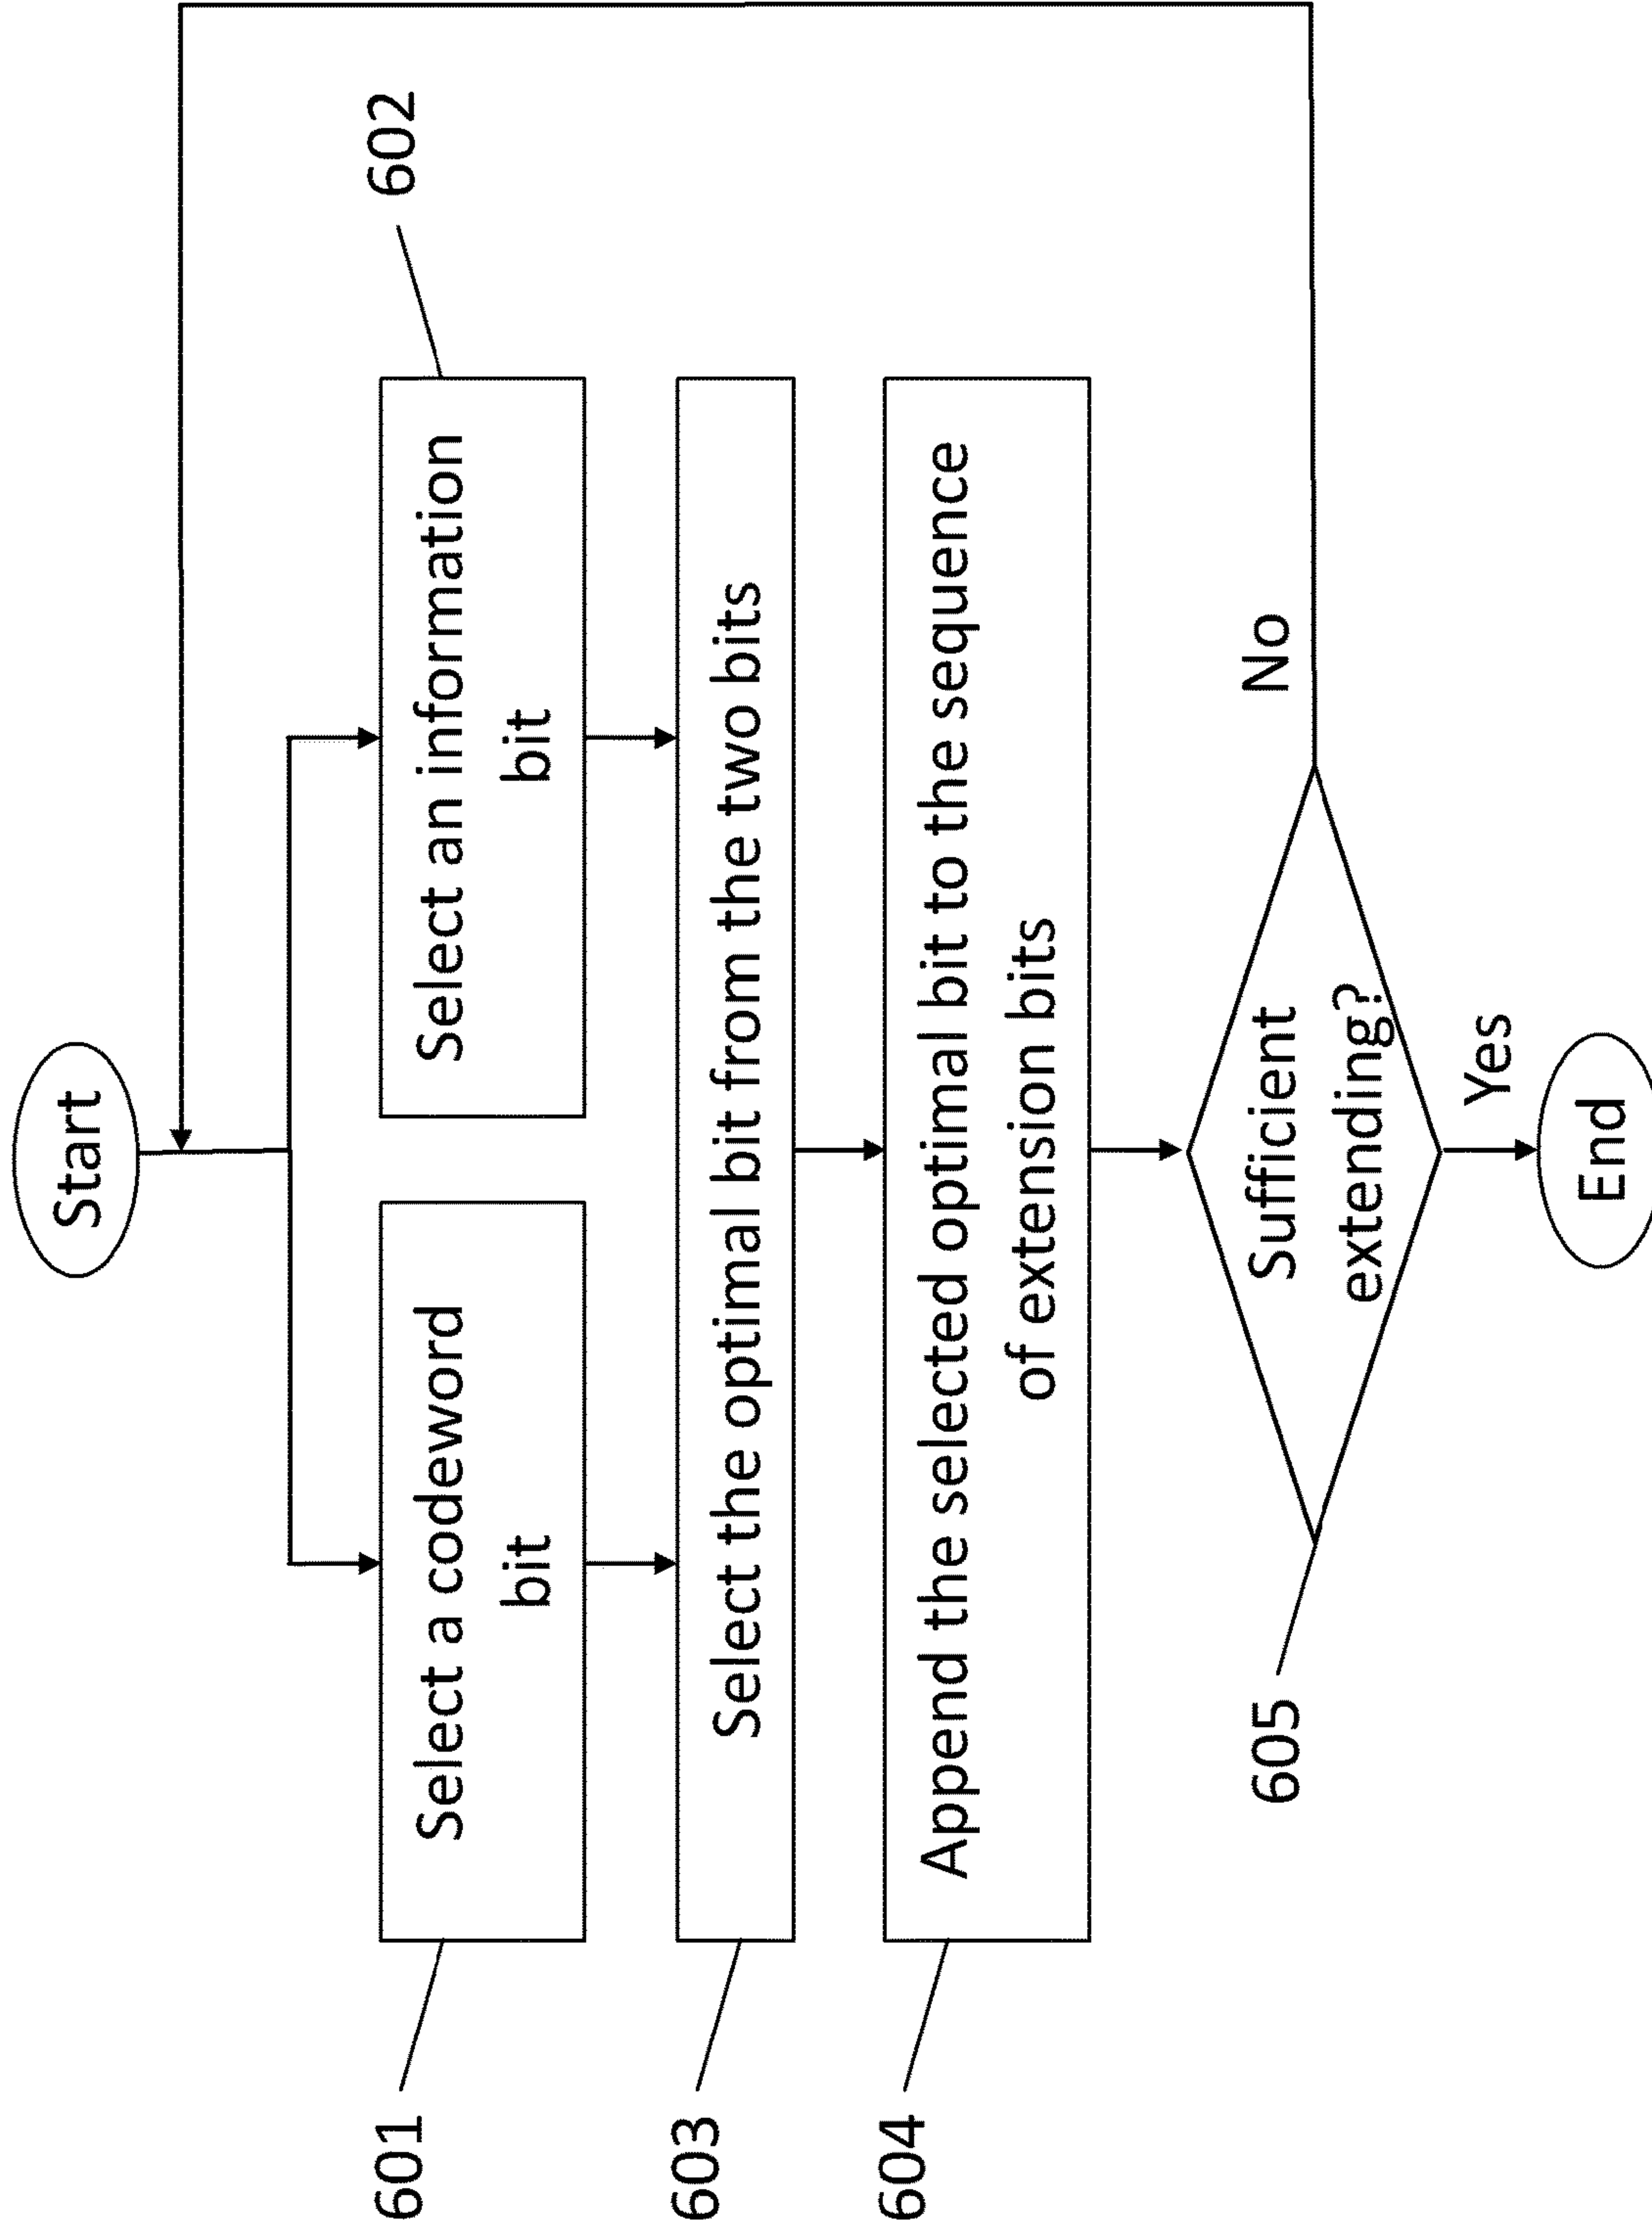 Start
602
Select a codeword
bit
Select an information
bit
601
Select the optimal bit from the two bits
603
Append the selected optimal bit to the sequence
of extension bits
604
Sufficient
extending?
No
605
Yes
End